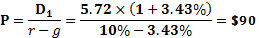 P = D₁ / (r − g) = 5.72 × (1 + 3.43%) / (10% − 3.43%) = $90